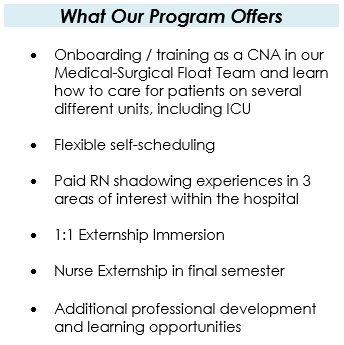 What Our Program Offers
• Onboarding / training as a CNA in our
Medical-Surgical Float Team and learn
how to care for patients on several
different units, including ICU
• Flexible self-scheduling
• Paid RN shadowing experiences in 3
areas of interest within the hospital
• 1:1 Externship Immersion
• Nurse Externship in final semester
• Additional professional development
and learning opportunities